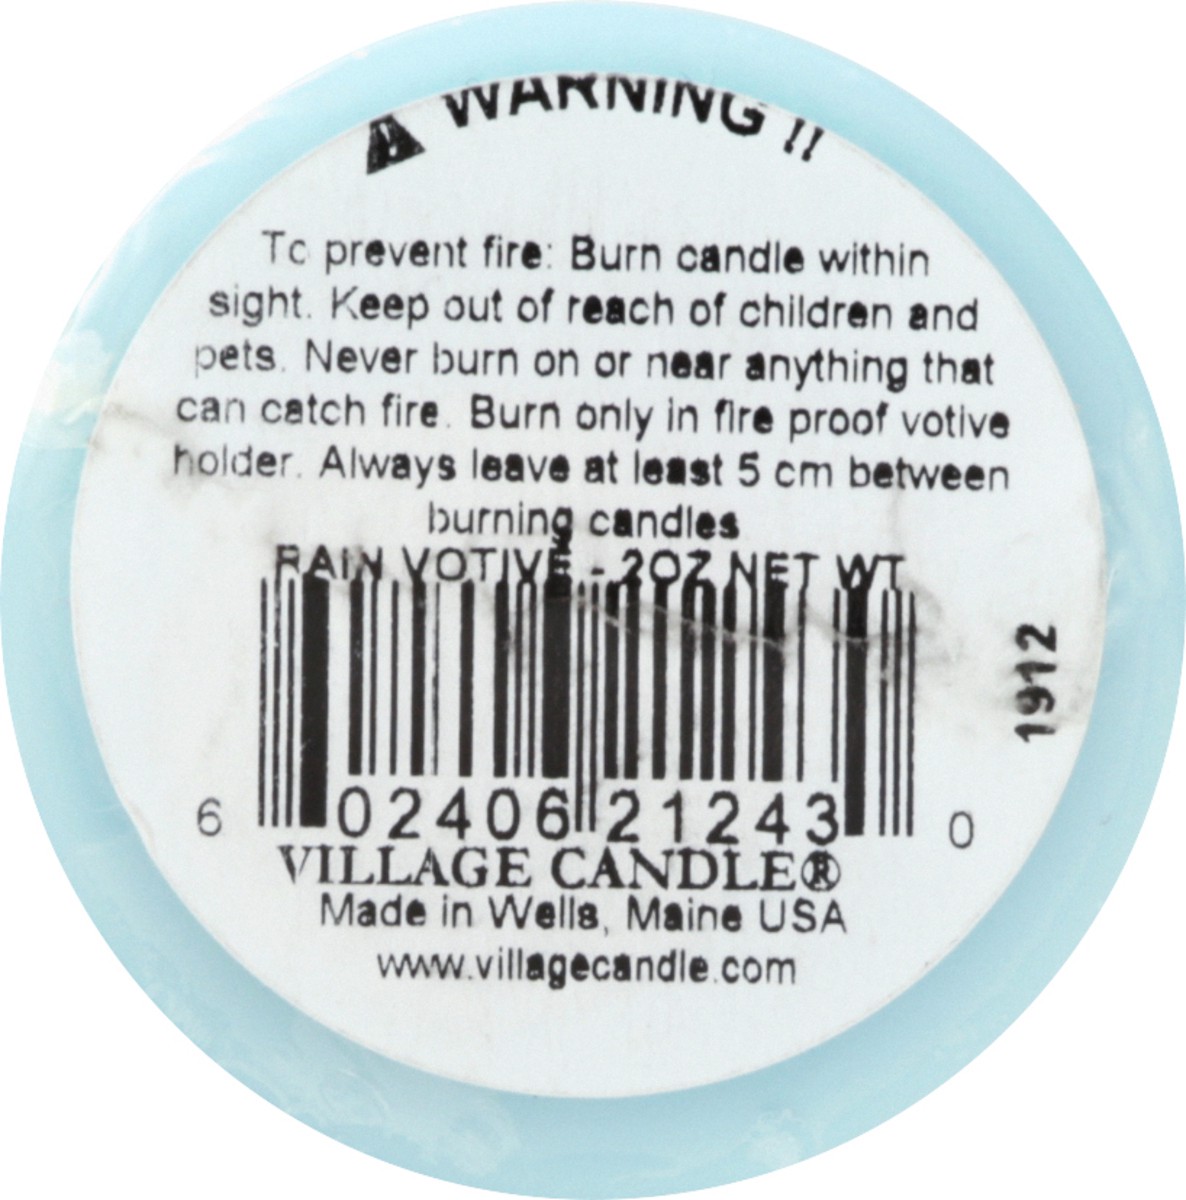 WARNING !!
To prevent fire: Burn candle within
sight. Keep out of reach of children and
pets. Never burn on or near anything that
can catch fire. Burn only in fire proof votive
holder. Always leave at least 5 cm between
burning candles
RAIN VOTIVE - 2OZ NET WT
1912
6 02406 21243 0
VILLAGE CANDLE®
Made in Wells, Maine USA
www.villagecandle.com